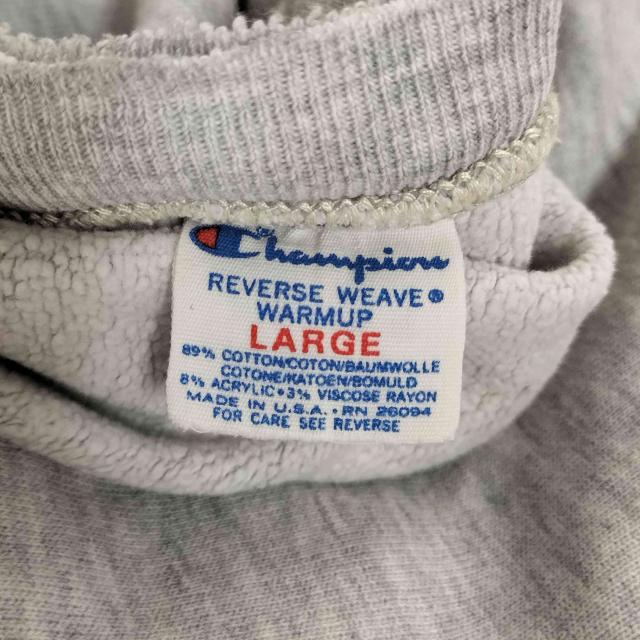 Champion
REVERSE WEAVE®
WARMUP
LARGE
89% COTTON/COTON/BAUMWOLLE
COTONE/KATOEN/BOMULD
8% ACRYLIC•3% VISCOSE RAYON
MADE IN U.S.A. • RN 26094
FOR CARE SEE REVERSE